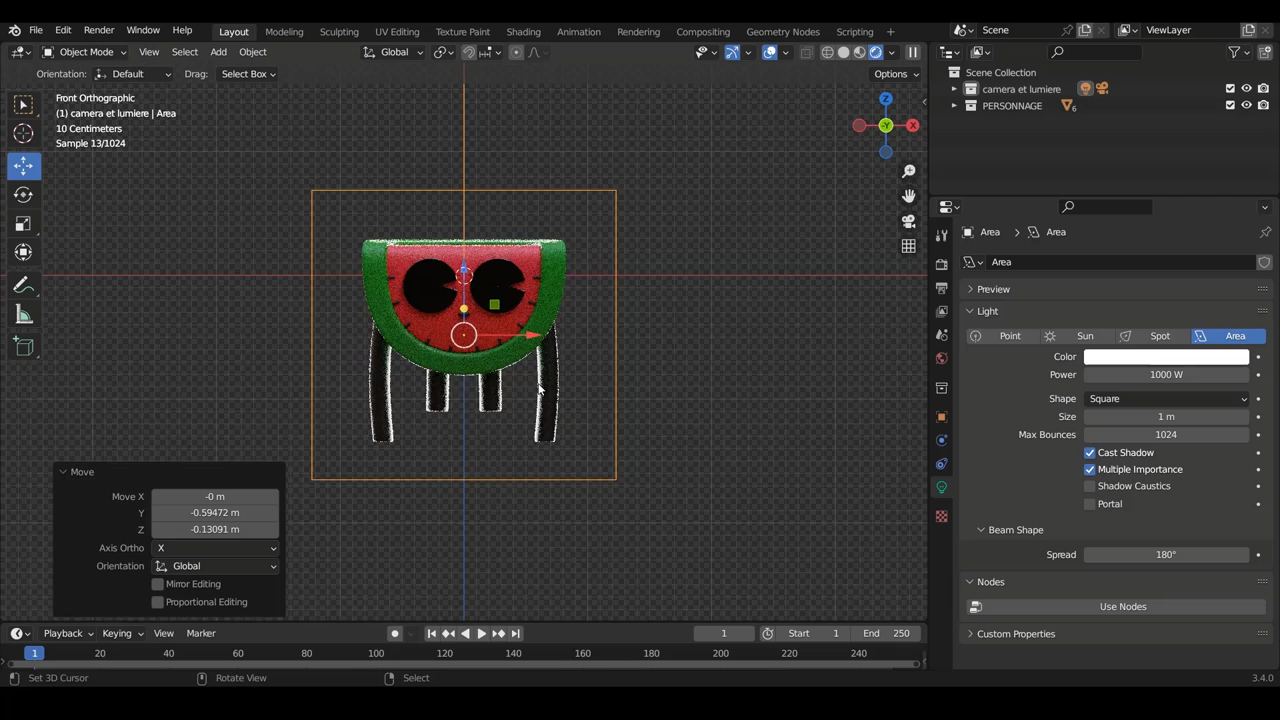 File Edit Render Window Help Layout Modeling Sculpting UV Editing Texture Paint Shading Animation Rendering Compositing Geometry Nodes Scripting + Scene ViewLayer
Object Mode View Select Add Object Global
Orientation: Default Drag: Select Box Options
Front Orthographic
(1) camera et lumiere | Area
10 Centimeters
Sample 13/1024
Z
-Y
X
Move
Move X -0 m
Y -0.59472 m
Z -0.13091 m
Axis Ortho X
Orientation Global
Mirror Editing
Proportional Editing
Scene Collection
camera et lumiere
PERSONNAGE 6
Area Area
Area
Preview
Light
Point Sun Spot Area
Color
Power 1000 W
Shape Square
Size 1 m
Max Bounces 1024
Cast Shadow
Multiple Importance
Shadow Caustics
Portal
Beam Shape
Spread 180°
Nodes
Use Nodes
Custom Properties
Playback Keying View Marker 1 Start 1 End 250
1 20 40 60 80 100 120 140 160 180 200 220 240
Set 3D Cursor Rotate View Select 3.4.0